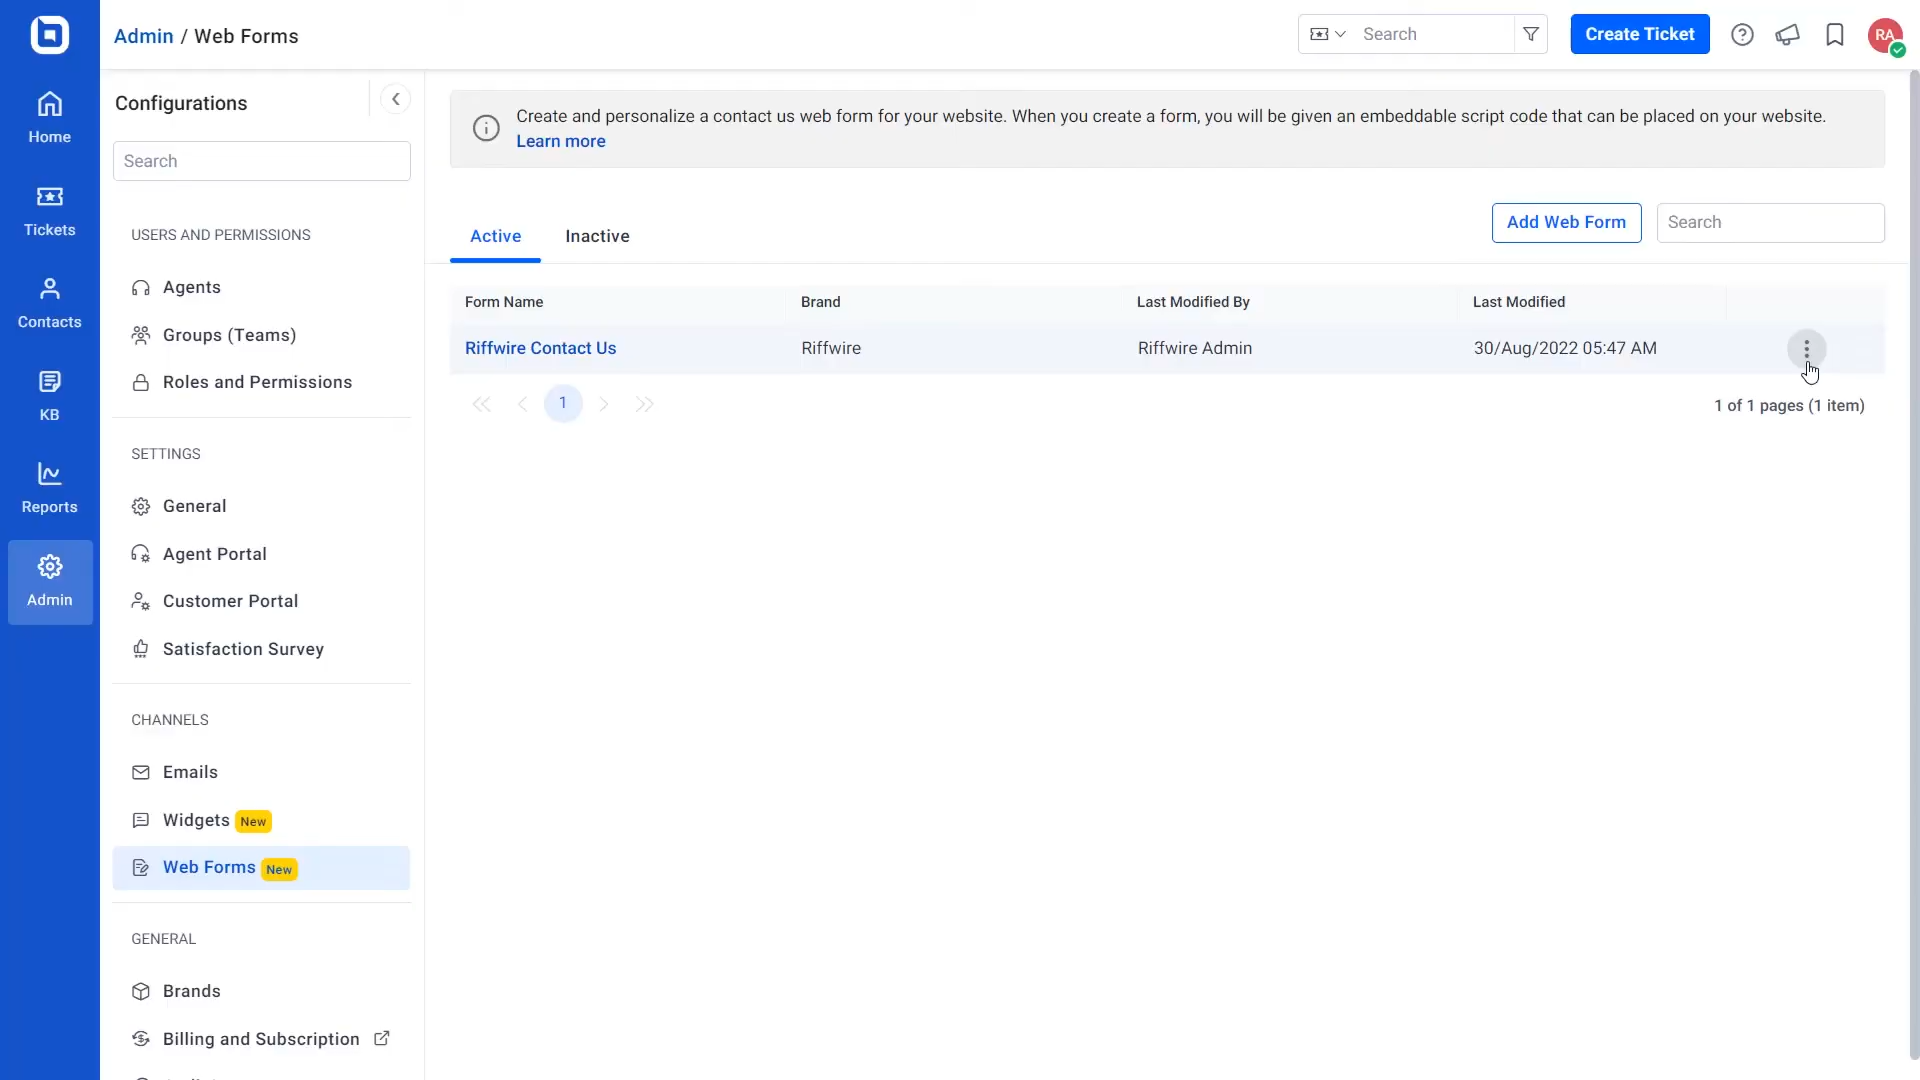 Admin / Web Forms
Search
Create Ticket
RA
Home
Tickets
Contacts
KB
Reports
Admin
Configurations
Search
USERS AND PERMISSIONS
Agents
Groups (Teams)
Roles and Permissions
SETTINGS
General
Agent Portal
Customer Portal
Satisfaction Survey
CHANNELS
Emails
Widgets New
Web Forms New
GENERAL
Brands
Billing and Subscription
Create and personalize a contact us web form for your website. When you create a form, you will be given an embeddable script code that can be placed on your website.
Learn more
Active Inactive
Add Web Form
Search
Form Name Brand Last Modified By Last Modified
Riffwire Contact Us Riffwire Riffwire Admin 30/Aug/2022 05:47 AM
1
1 of 1 pages (1 item)